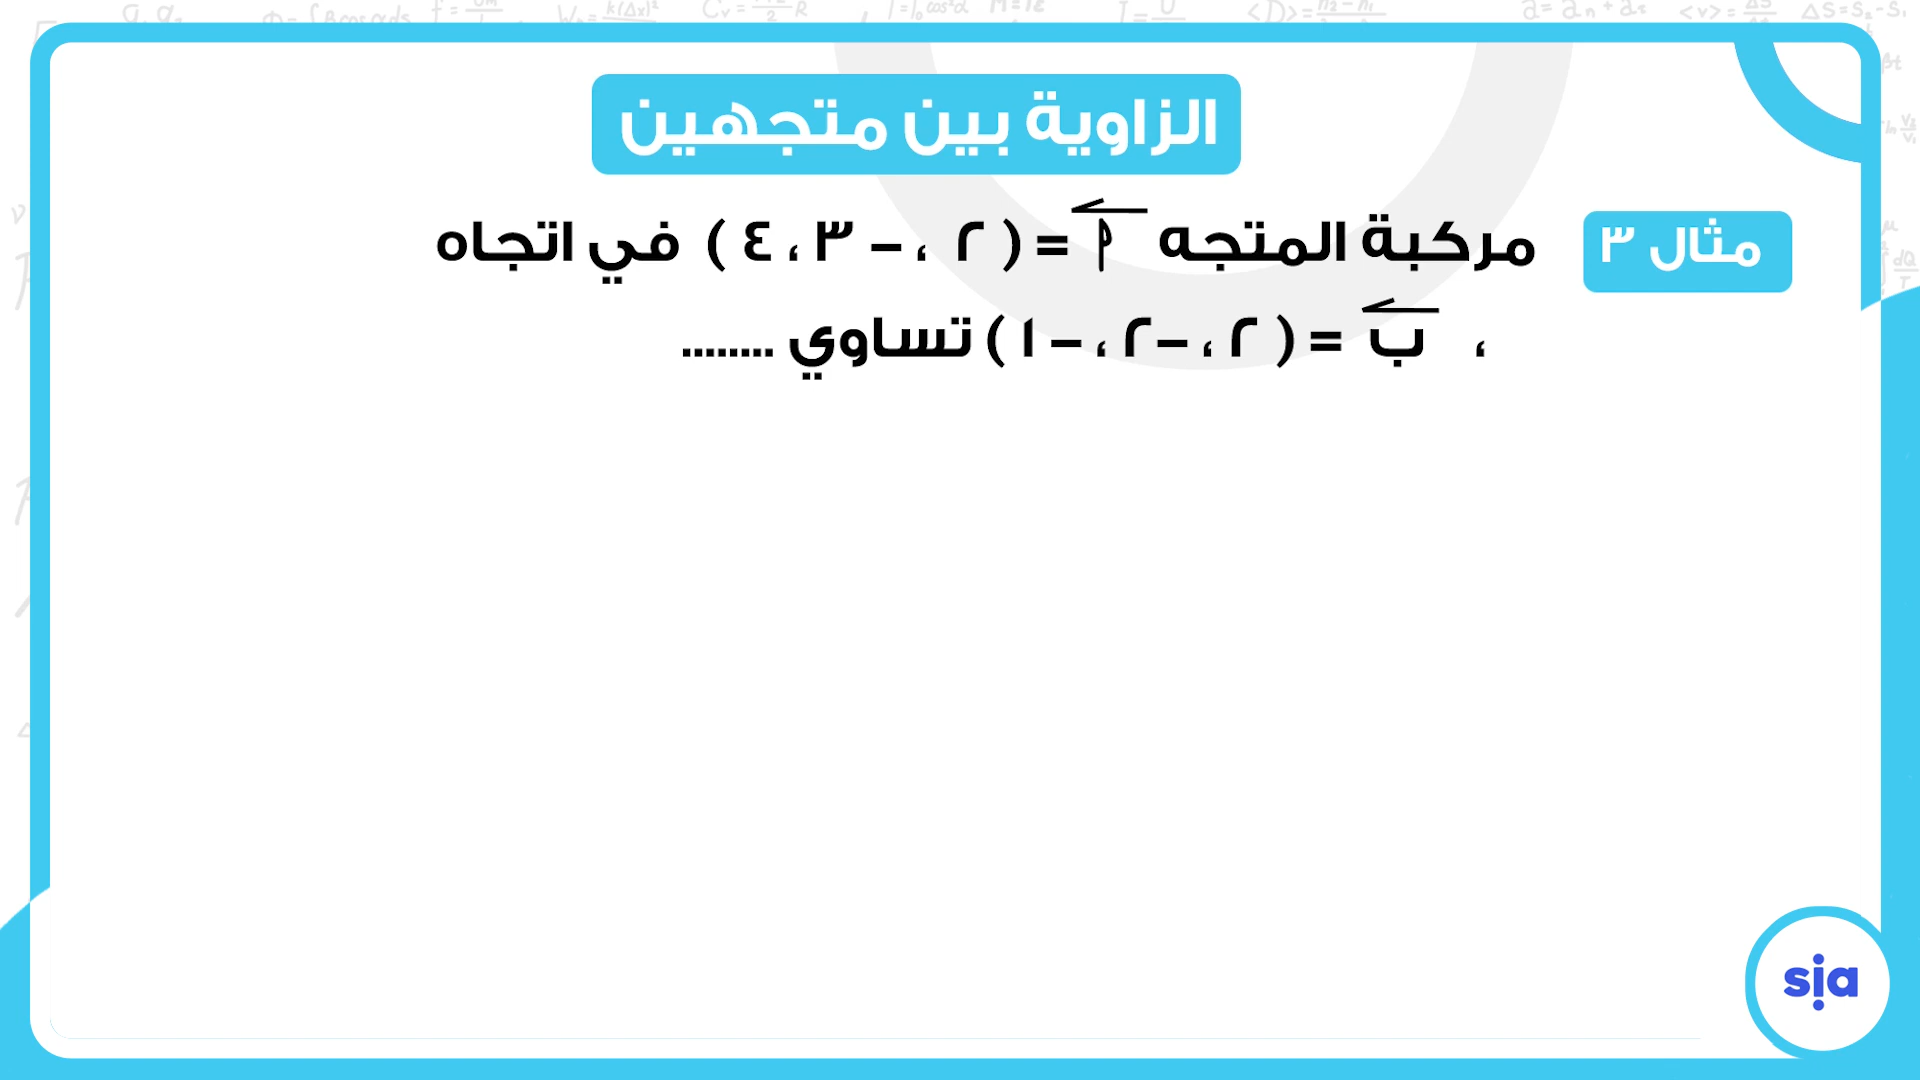 الزاوية بين متجهين
مثال ٣
مركبة المتجه أ = ( ٢ ، – ٣ ، ٤ ) في اتجاه
، ب = ( ٢ ، –٢ ، – ١ ) تساوي ........
sia